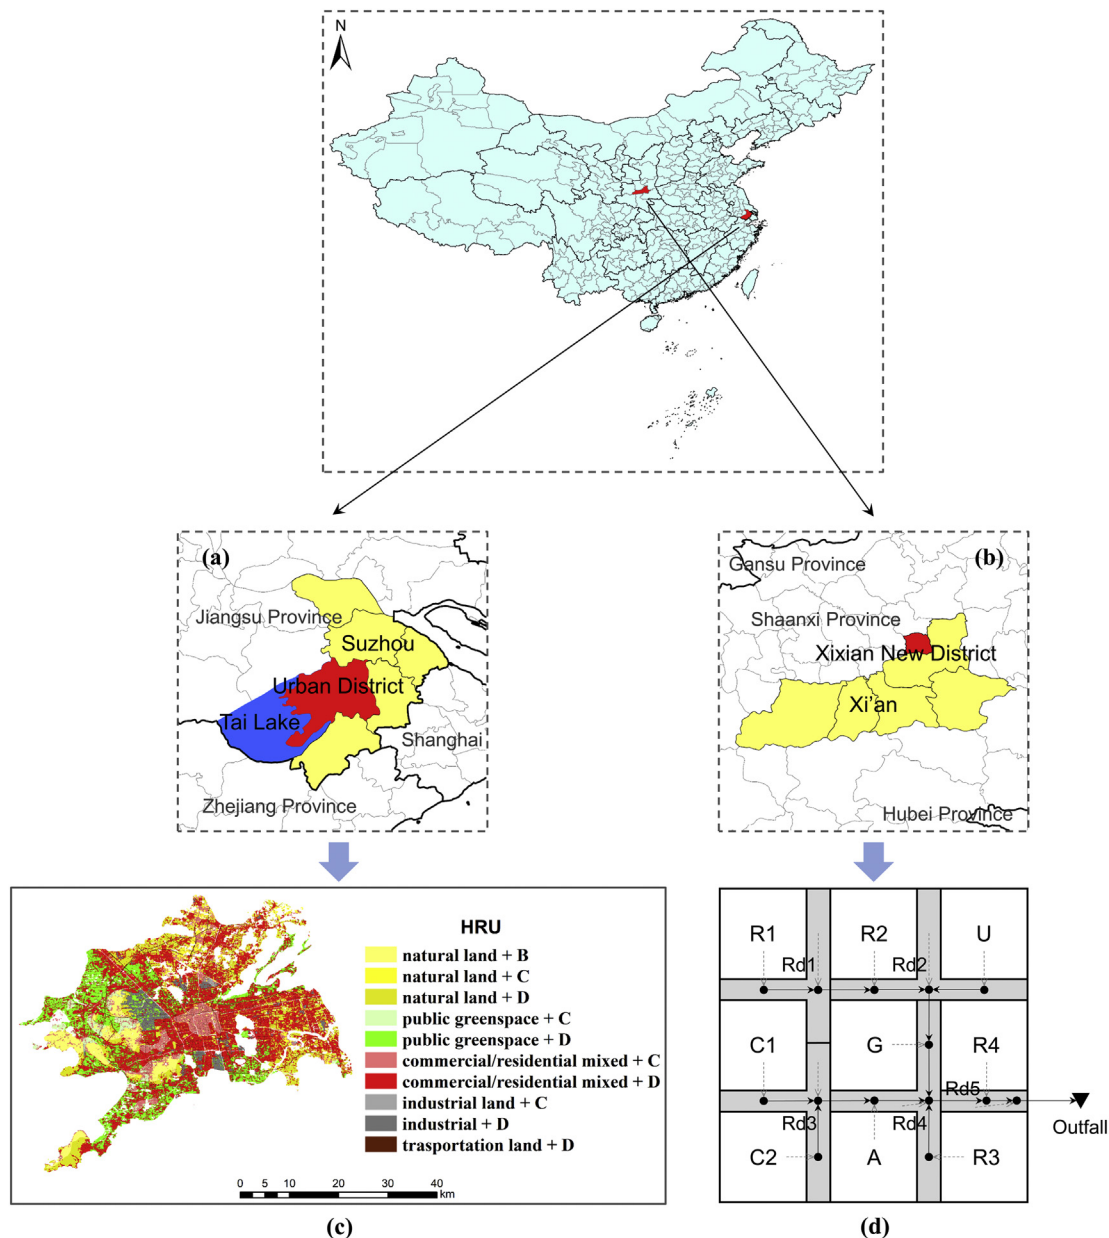 N
(a)
Jiangsu Province
Suzhou
Urban District
Tai Lake
Shanghai
Zhejiang Province
(b)
Gansu Province
Shaanxi Province
Xixian New District
Xi'an
Hubei Province
HRU
natural land + B
natural land + C
natural land + D
public greenspace + C
public greenspace + D
commercial/residential mixed + C
commercial/residential mixed + D
industrial land + C
industrial + D
trasportation land + D
0 5 10 20 30 40
km
(c)
R1 R2 U
Rd1 Rd2
C1 G R4
Rd5
Rd3 Rd4
Outfall
C2 A R3
(d)